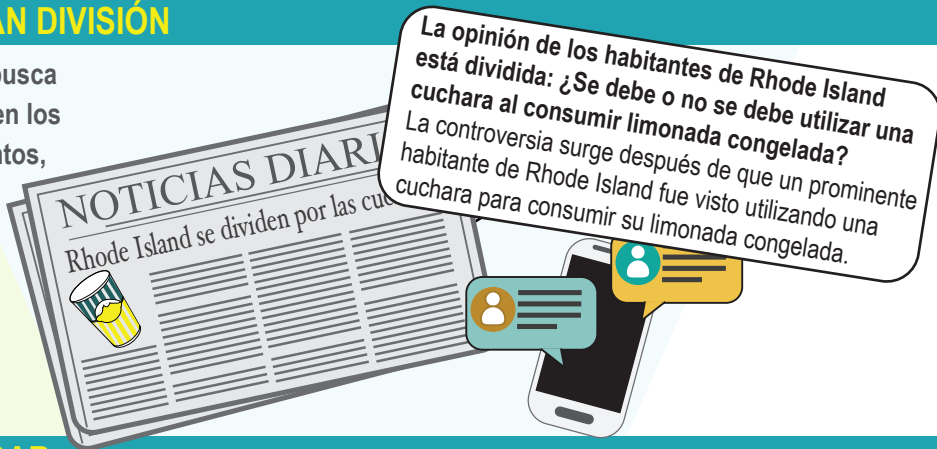 AN DIVISIÓN
busca
en los
ntos,
NOTICIAS DIARI
Rhode Island se dividen por las cuc
La opinión de los habitantes de Rhode Island
está dividida: ¿Se debe o no se debe utilizar una
cuchara al consumir limonada congelada?
La controversia surge después de que un prominente
habitante de Rhode Island fue visto utilizando una
cuchara para consumir su limonada congelada.